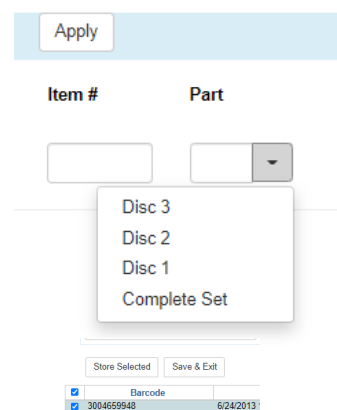 Apply
Item # Part
Disc 3
Disc 2
Disc 1
Complete Set
Store Selected Save & Exit
Barcode
3004659948 6/24/2013